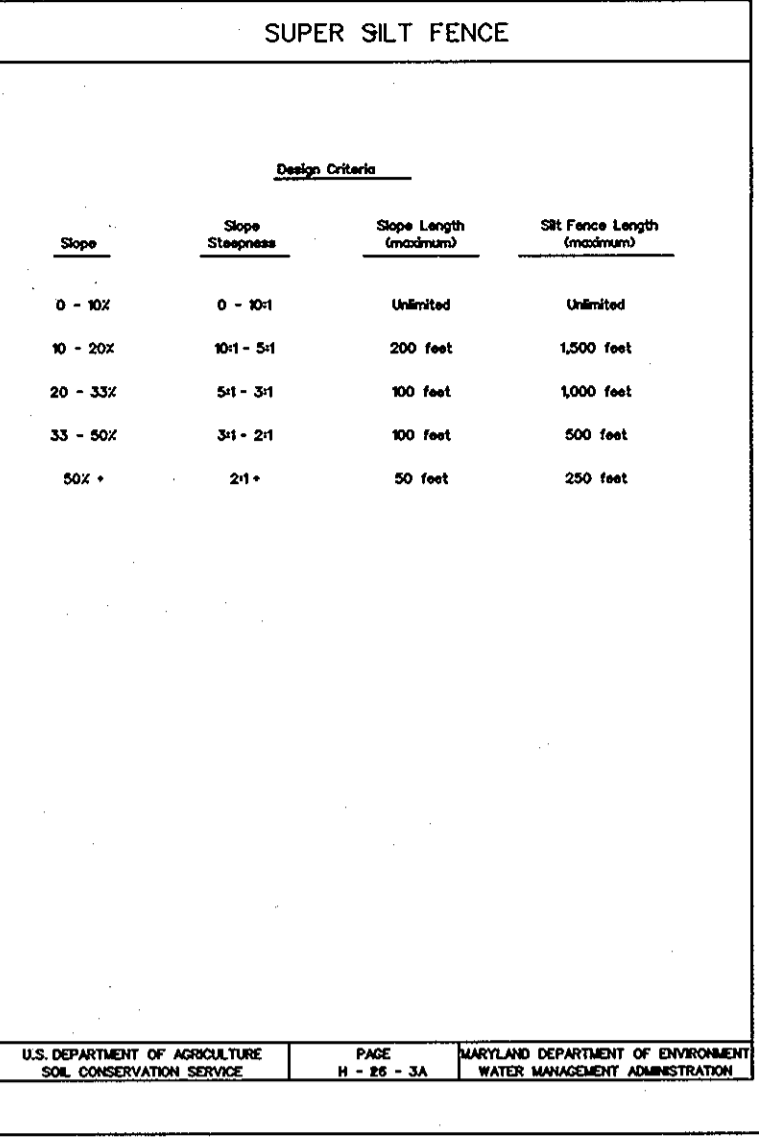 SUPER SILT FENCE
Design Criteria
Slope Slope Steepness Slope Length (maximum) Silt Fence Length (maximum)
0 - 10% 0 - 10:1 Unlimited Unlimited
10 - 20% 10:1 - 5:1 200 feet 1,500 feet
20 - 33% 5:1 - 3:1 100 feet 1,000 feet
33 - 50% 3:1 - 2:1 100 feet 500 feet
50% + 2:1 + 50 feet 250 feet
U.S. DEPARTMENT OF AGRICULTURE
SOIL CONSERVATION SERVICE
PAGE
H - 26 - 3A
MARYLAND DEPARTMENT OF ENVIRONMENT
WATER MANAGEMENT ADMINISTRATION